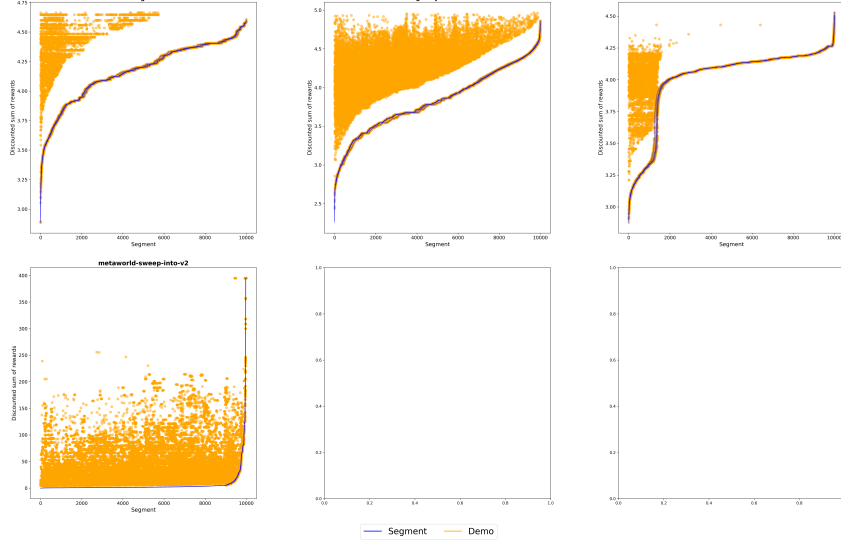 4.75
4.50
4.25
4.00
3.75
3.50
3.25
3.00
Discounted sum of rewards
0 2000 4000 6000 8000 10000
Segment
5.0
4.5
4.0
3.5
3.0
2.5
Discounted sum of rewards
0 2000 4000 6000 8000 10000
Segment
4.50
4.25
4.00
3.75
3.50
3.25
3.00
Discounted sum of rewards
0 2000 4000 6000 8000 10000
Segment
metaworld-sweep-into-v2
400
350
300
250
200
150
100
50
0
Discounted sum of rewards
0 2000 4000 6000 8000 10000
Segment
1.0
0.8
0.6
0.4
0.2
0.0
0.0 0.2 0.4 0.6 0.8 1.0
1.0
0.8
0.6
0.4
0.2
0.0
0.0 0.2 0.4 0.6 0.8
Segment Demo